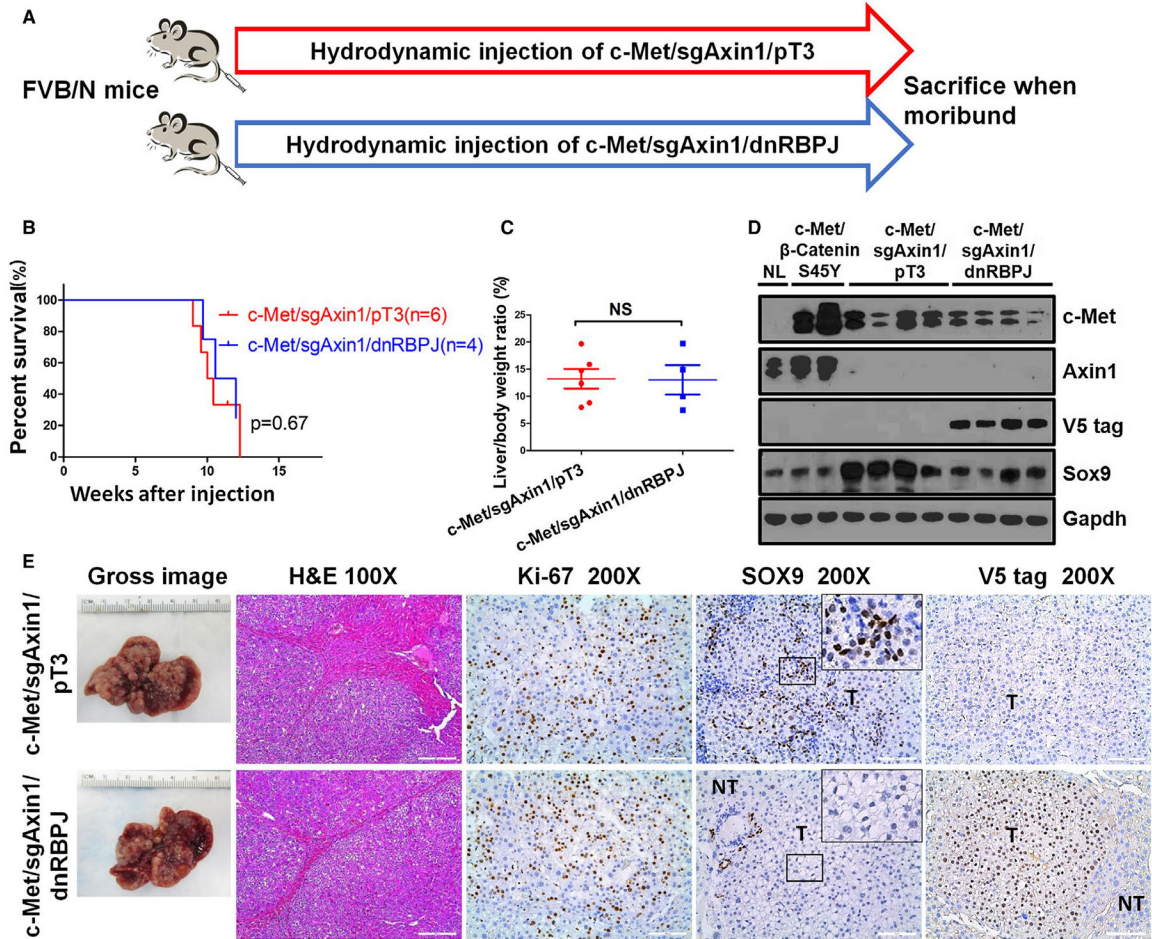 A
Hydrodynamic injection of c-Met/sgAxin1/pT3
FVB/N mice
Sacrifice when
moribund
Hydrodynamic injection of c-Met/sgAxin1/dnRBPJ
B
Percent survival(%)
100
80
60
40
20
0
0
5
10
15
Weeks after injection
c-Met/sgAxin1/pT3(n=6)
c-Met/sgAxin1/dnRBPJ(n=4)
p=0.67
C
Liver/body weight ratio (%)
25
20
15
10
5
0
NS
c-Met/sgAxin1/pT3
c-Met/sgAxin1/dnRBPJ
D
NL
c-Met/
β-Catenin
S45Y
c-Met/
sgAxin1/
pT3
c-Met/
sgAxin1/
dnRBPJ
c-Met
Axin1
V5 tag
Sox9
Gapdh
E
Gross image
H&E 100X
Ki-67 200X
SOX9 200X
V5 tag 200X
c-Met/sgAxin1/
pT3
T
T
c-Met/sgAxin1/
dnRBPJ
NT
T
T
NT